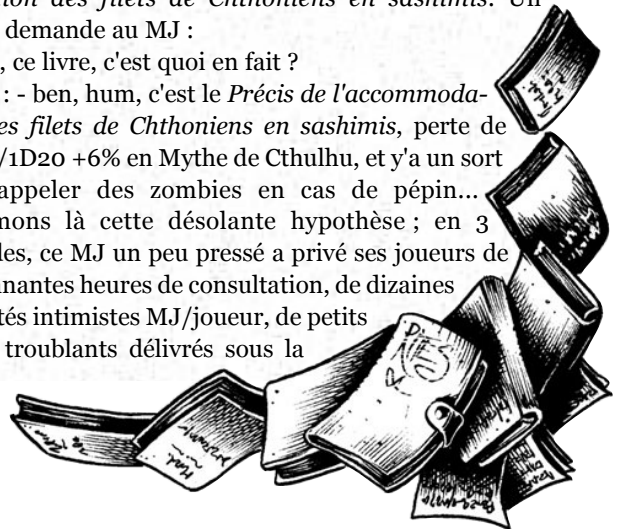 ion des filets de Chthoniens en sashimis. Un
demande au MJ :
, ce livre, c'est quoi en fait ?
: - ben, hum, c'est le Précis de l'accommoda-
es filets de Chthoniens en sashimis, perte de
/1D20 +6% en Mythe de Cthulhu, et y'a un sort
appeler des zombies en cas de pépin...
mons là cette désolante hypothèse ; en 3
les, ce MJ un peu pressé a privé ses joueurs de
nantes heures de consultation, de dizaines
tés intimistes MJ/joueur, de petits
troublants délivrés sous la